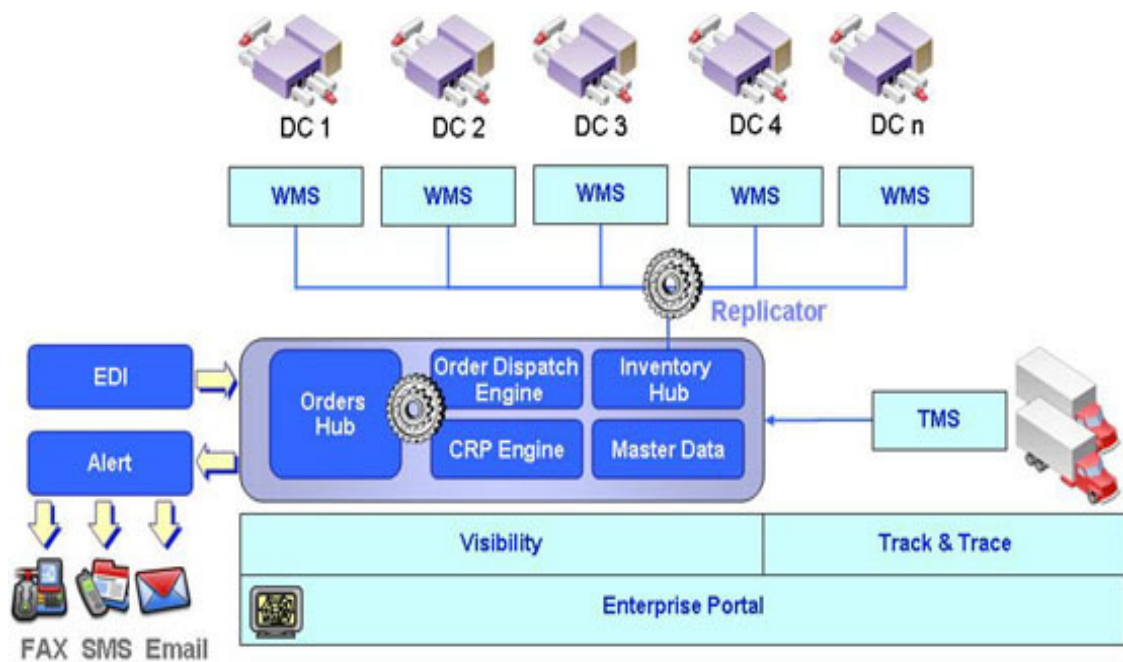 DC 1
DC 2
DC 3
DC 4
DC n
WMS
WMS
WMS
WMS
WMS
Replicator
EDI
Alert
Orders
Hub
Order Dispatch
Engine
Inventory
Hub
CRP Engine
Master Data
TMS
Visibility
Track & Trace
Enterprise Portal
FAX
SMS
Email